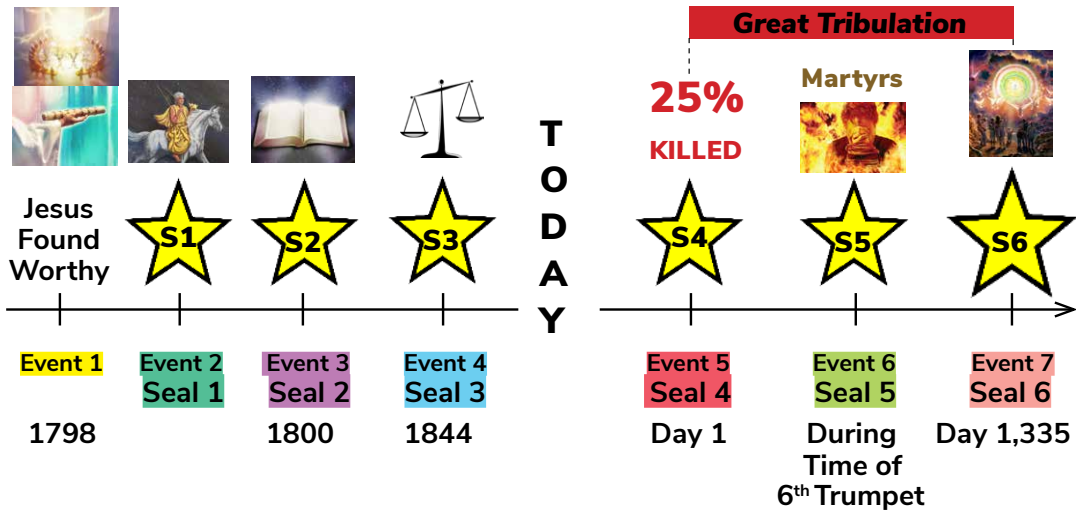 Great Tribulation
Jesus
Found
Worthy
S1
S2
S3
TODAY
25%
KILLED
Martyrs
S4
S5
S6
Event 1
1798
Event 2
Seal 1
Event 3
Seal 2
1800
Event 4
Seal 3
1844
Event 5
Seal 4
Day 1
Event 6
Seal 5
During
Time of
6th Trumpet
Event 7
Seal 6
Day 1,335